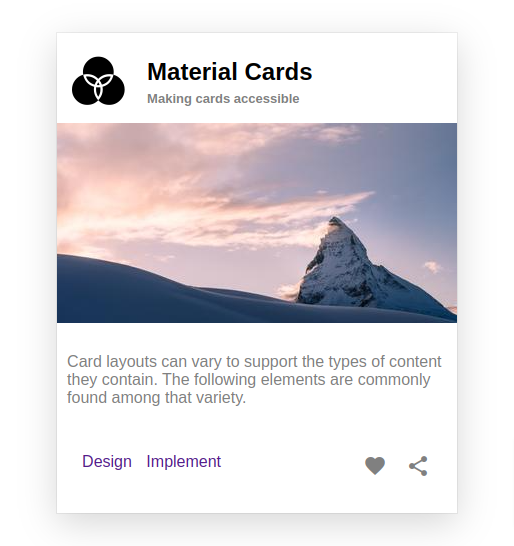 Material Cards
Making cards accessible
Card layouts can vary to support the types of content
they contain. The following elements are commonly
found among that variety.
Design Implement